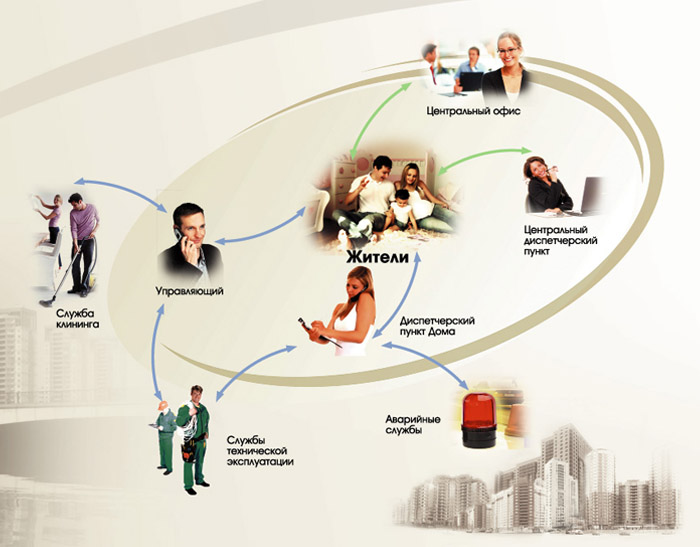 Центральный офис
Жители
Центральный
диспетчерский
пункт
Управляющий
Служба
клининга
Диспетчерский
пункт Дома
Аварийные
службы
Службы
технической
эксплуатации